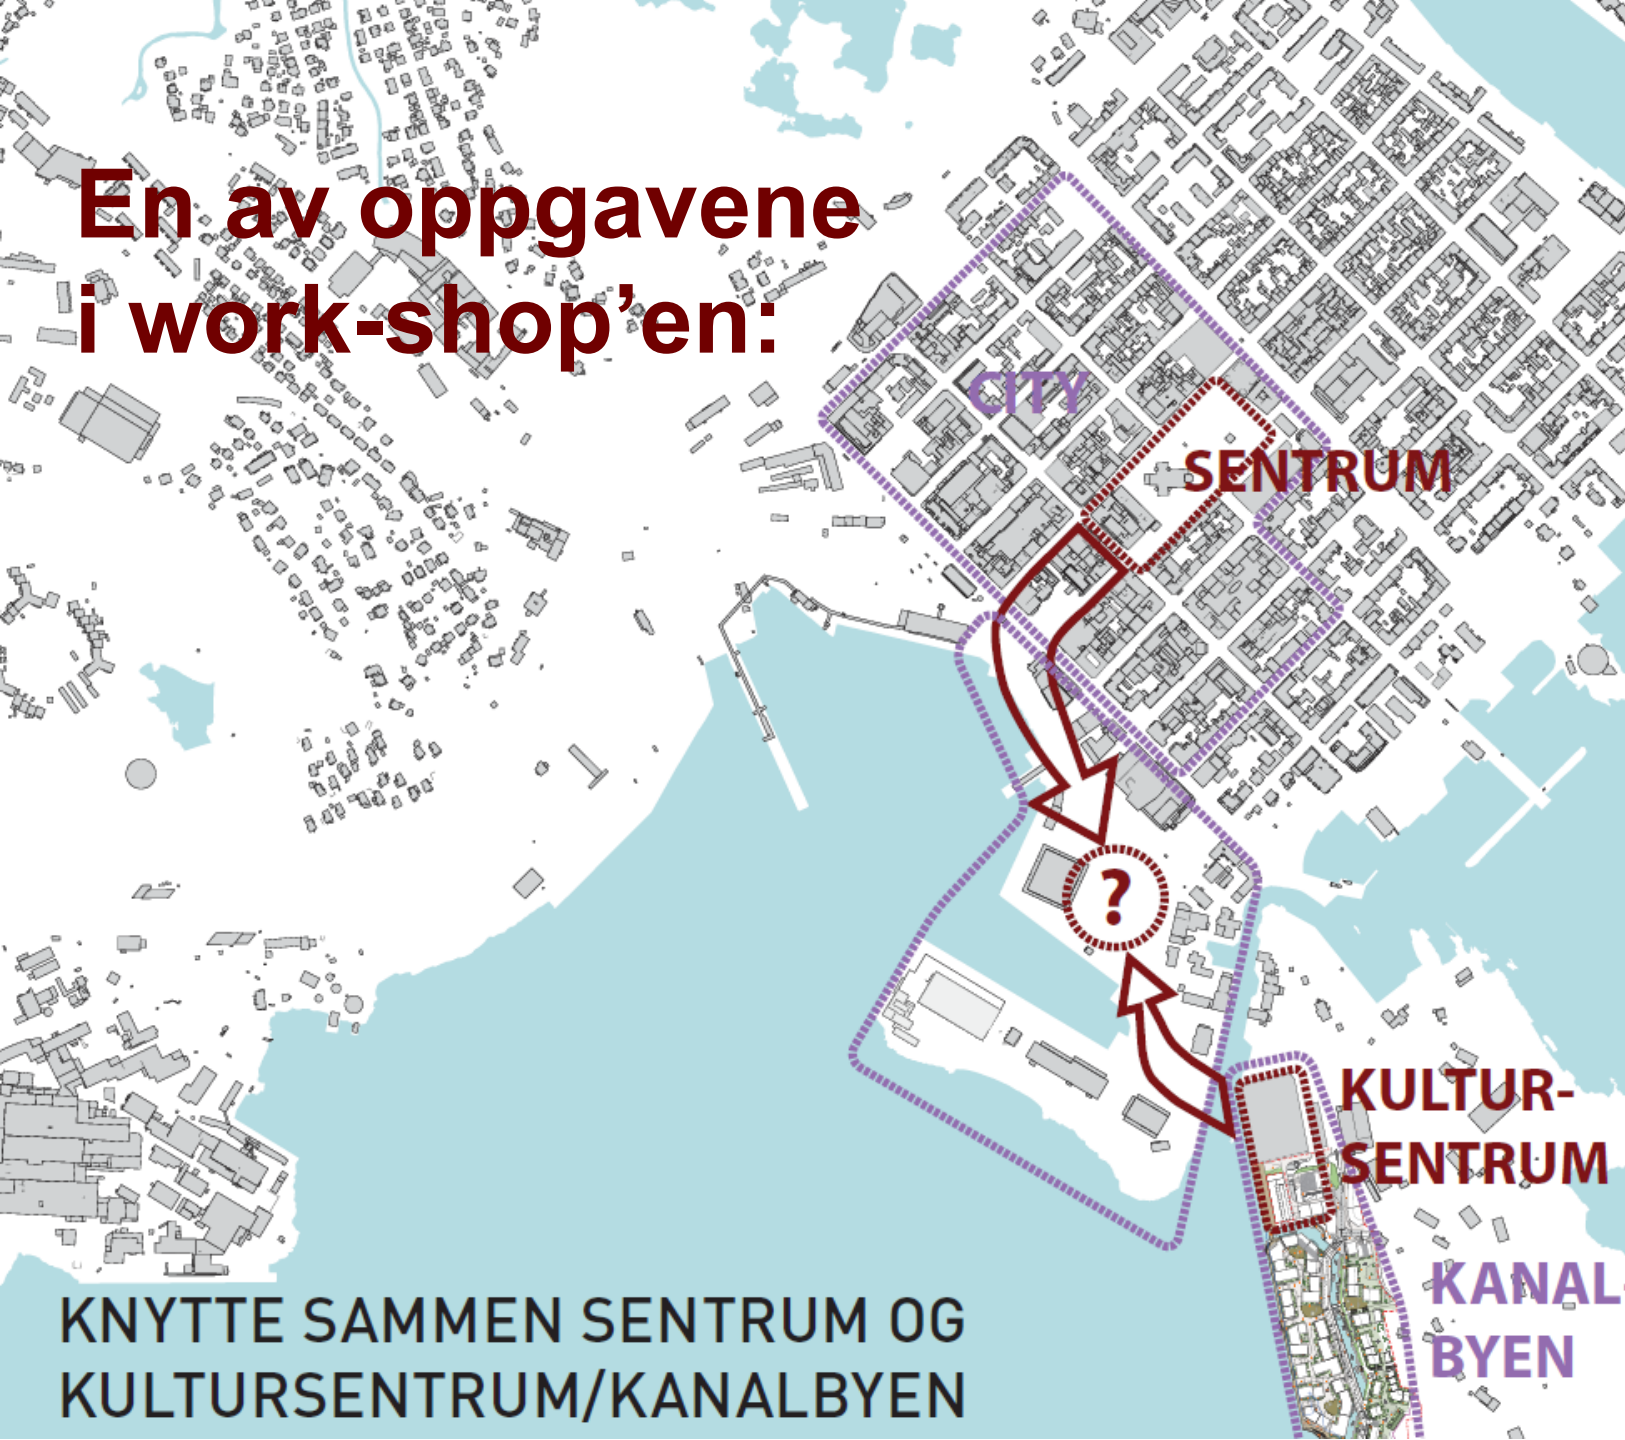 En av oppgavene
i work-shop’en:
CITY
SENTRUM
?
KULTUR-
SENTRUM
KANAL-
BYEN
KNYTTE SAMMEN SENTRUM OG
KULTURSENTRUM/KANALBYEN